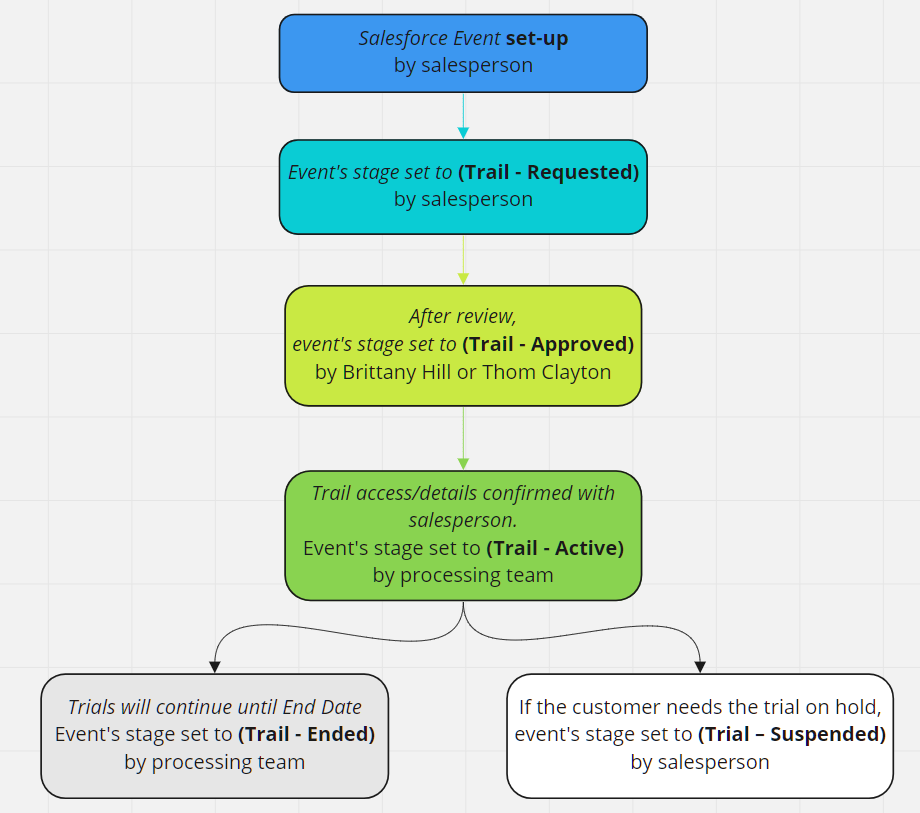 Salesforce Event set-up
by salesperson
Event's stage set to (Trail - Requested)
by salesperson
After review,
event's stage set to (Trail - Approved)
by Brittany Hill or Thom Clayton
Trail access/details confirmed with
salesperson.
Event's stage set to (Trail - Active)
by processing team
Trials will continue until End Date
Event's stage set to (Trail - Ended)
by processing team
If the customer needs the trial on hold,
event's stage set to (Trial – Suspended)
by salesperson